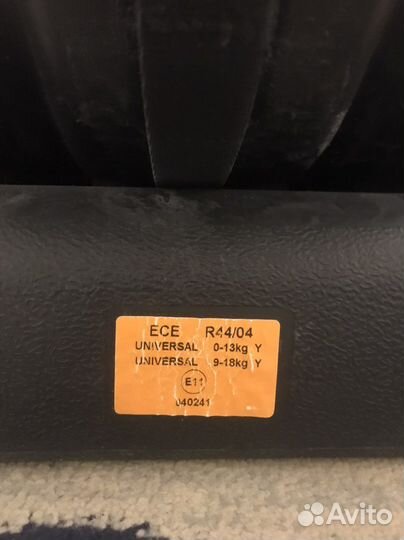 ECE R44/04
UNIVERSAL 0-13kg Y
UNIVERSAL 9-18kg Y
E11
040241
Avito